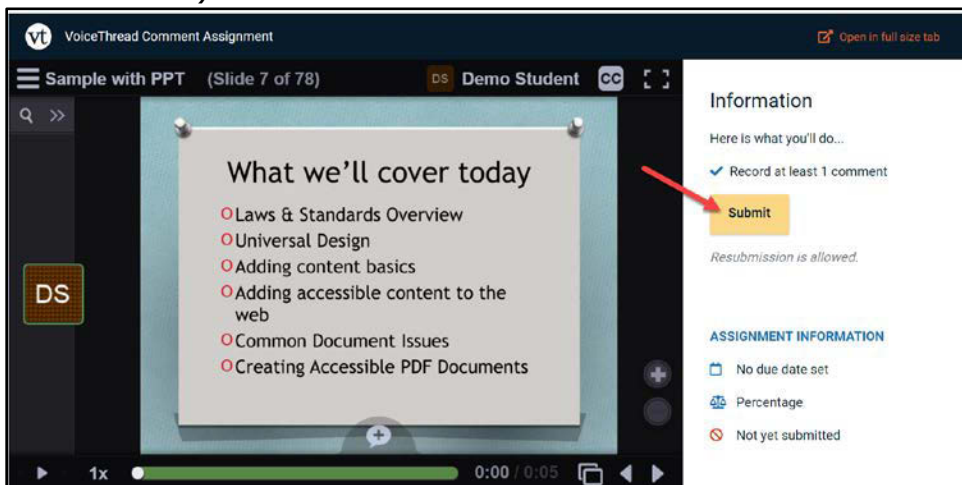 vt VoiceThread Comment Assignment
Open in full size tab
Sample with PPT (Slide 7 of 78) DS Demo Student CC
What we'll cover today
O Laws & Standards Overview
O Universal Design
O Adding content basics
O Adding accessible content to the
web
O Common Document Issues
O Creating Accessible PDF Documents
DS
1x 0:00 / 0:05
Information
Here is what you'll do...
Record at least 1 comment
Submit
Resubmission is allowed.
ASSIGNMENT INFORMATION
No due date set
Percentage
Not yet submitted